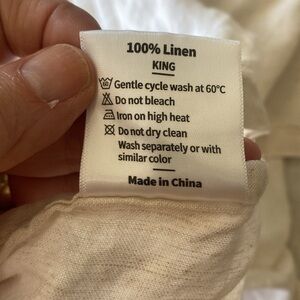 100% Linen
KING
Gentle cycle wash at 60°C
Do not bleach
Iron on high heat
Do not dry clean
Wash separately or with
similar color
Made in China